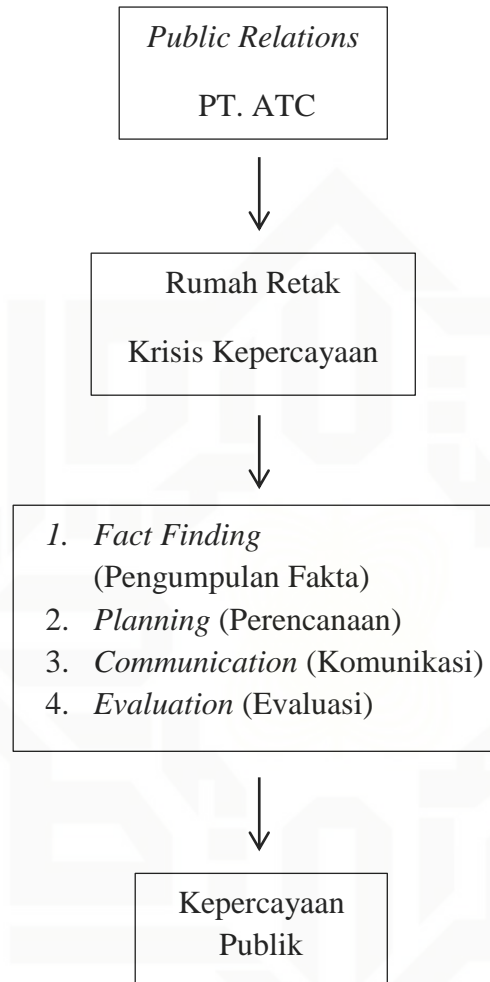 Public Relations
PT. ATC
Rumah Retak
Krisis Kepercayaan
1. Fact Finding
(Pengumpulan Fakta)
2. Planning (Perencanaan)
3. Communication (Komunikasi)
4. Evaluation (Evaluasi)
Kepercayaan
Publik